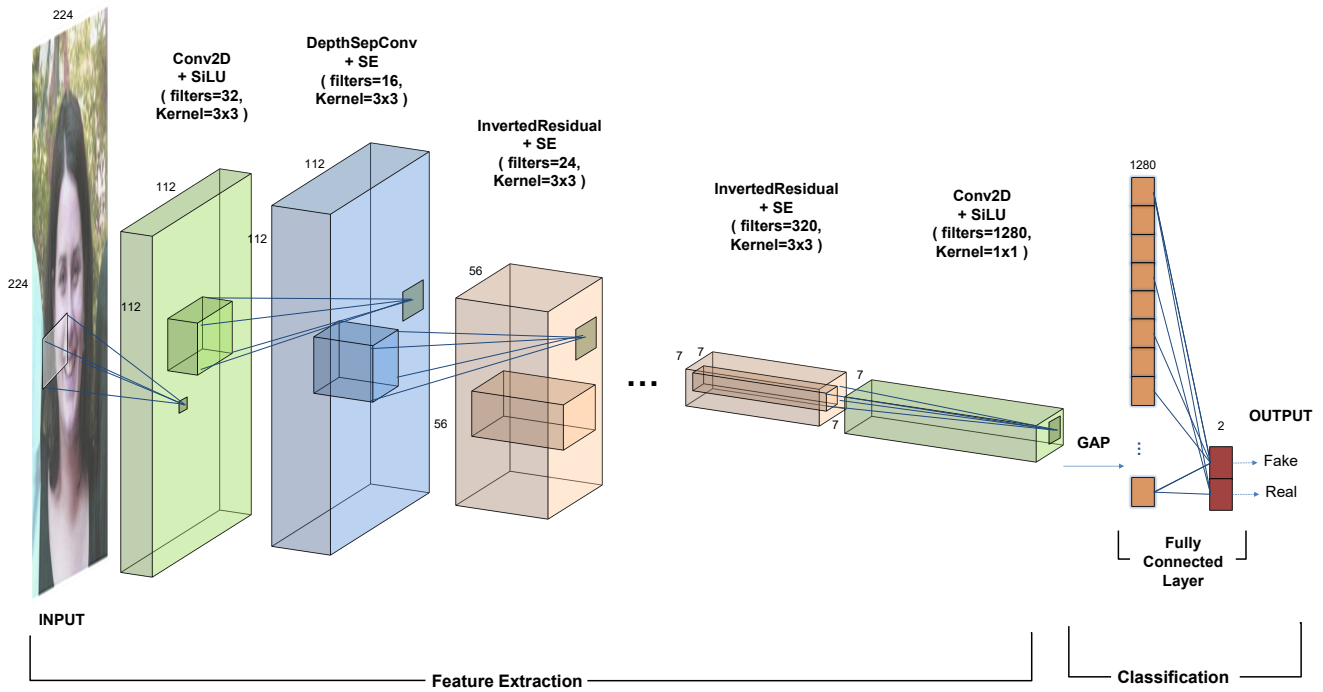 224
224
INPUT
Conv2D
+ SiLU
( filters=32,
Kernel=3x3 )
112
112
DepthSepConv
+ SE
( filters=16,
Kernel=3x3 )
112
112
InvertedResidual
+ SE
( filters=24,
Kernel=3x3 )
56
56
...
InvertedResidual
+ SE
( filters=320,
Kernel=3x3 )
7
7
Conv2D
+ SiLU
( filters=1280,
Kernel=1x1 )
7
7
GAP
1280
...
2
OUTPUT
Fake
Real
Fully
Connected
Layer
Feature Extraction
Classification